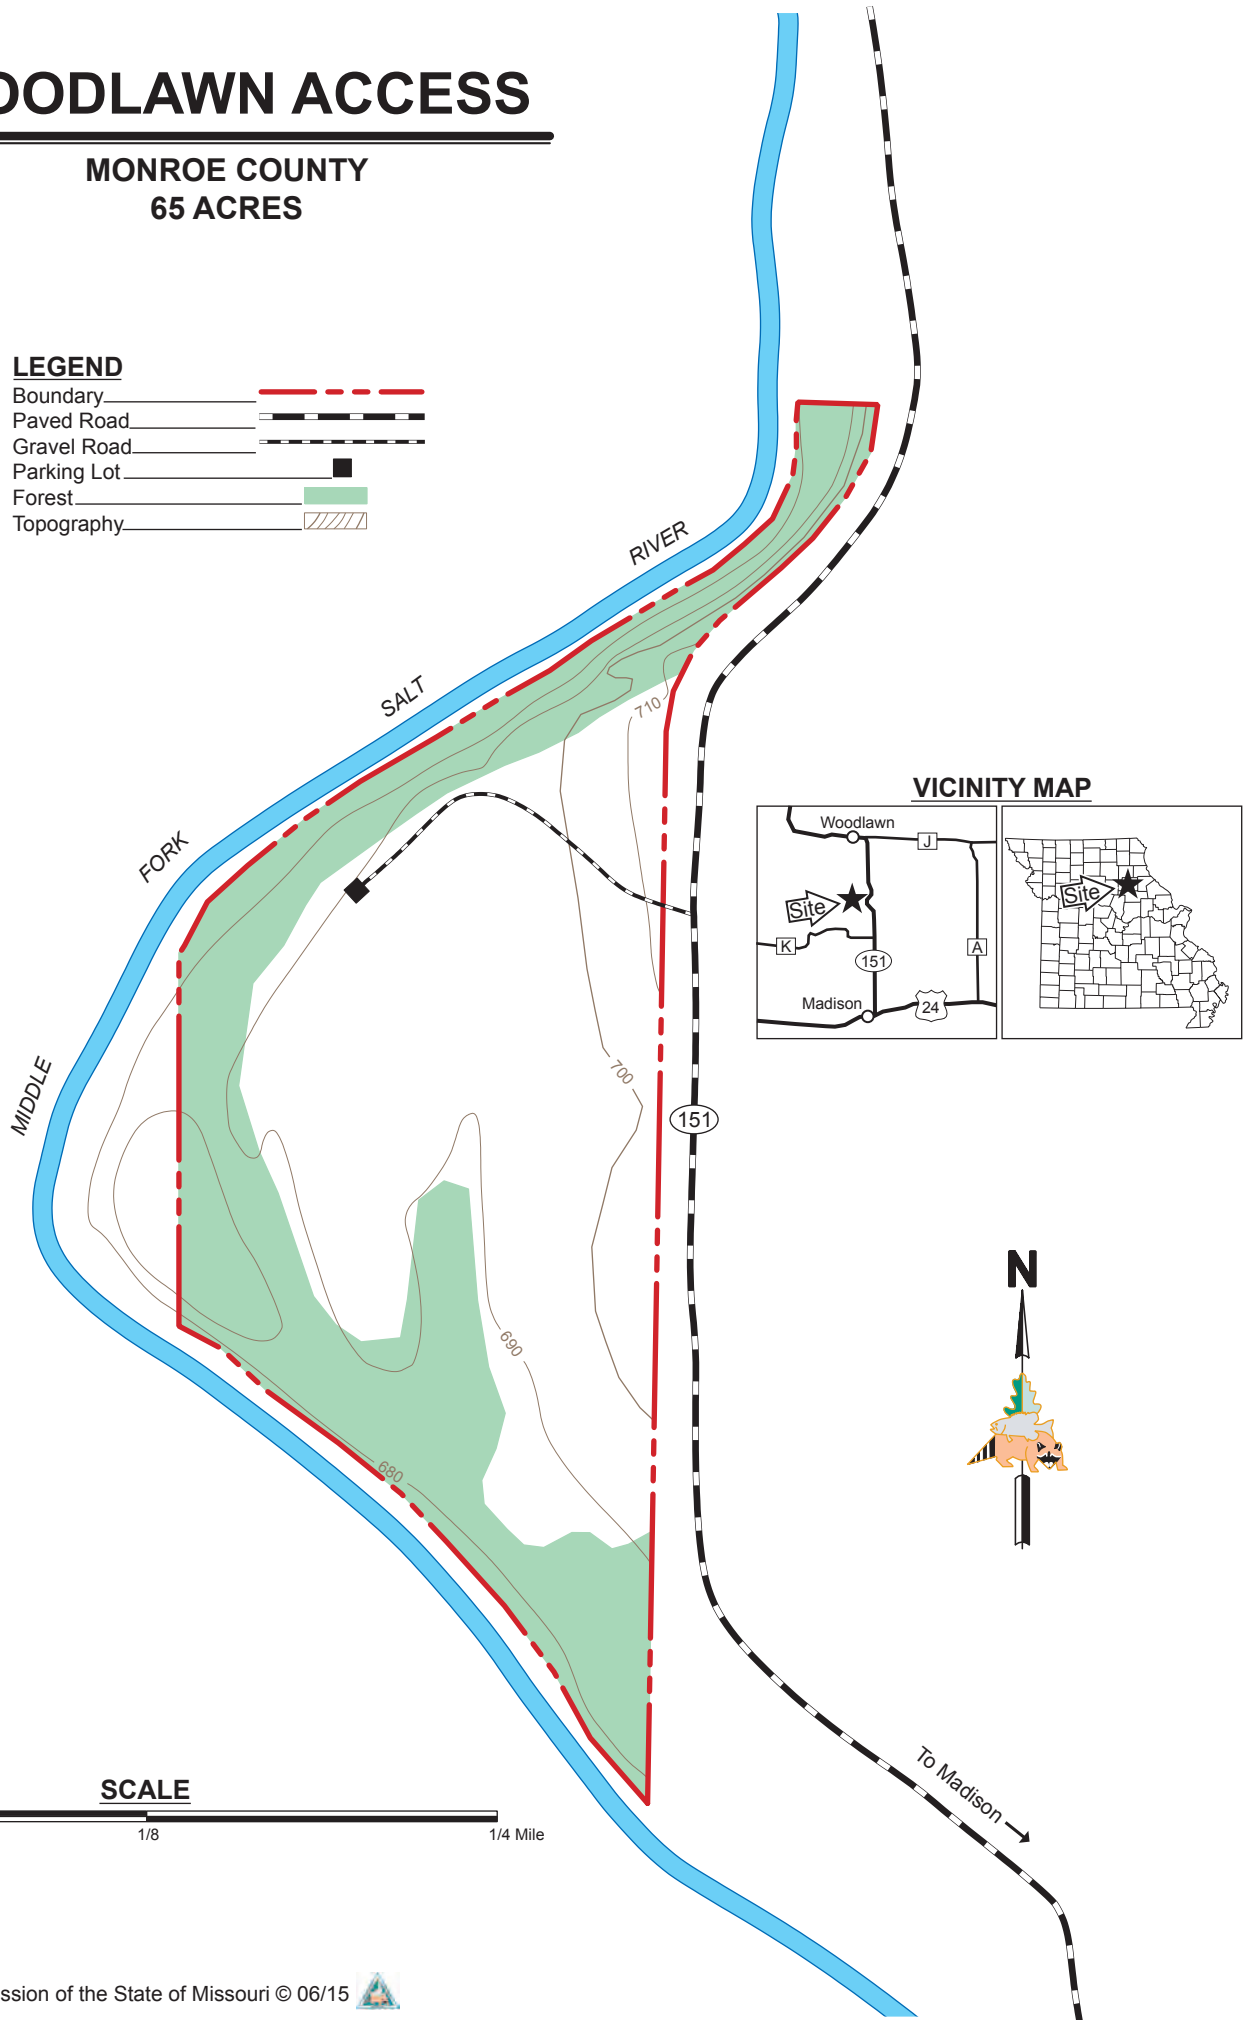 OODLAWN ACCESS
MONROE COUNTY
65 ACRES
LEGEND
Boundary
Paved Road
Gravel Road
Parking Lot
Forest
Topography
RIVER
SALT
FORK
MIDDLE
710
700
690
680
151
VICINITY MAP
Woodlawn
J
Site
K
151
A
Madison
24
Site
N
To Madison
SCALE
1/8
1/4 Mile
ssion of the State of Missouri © 06/15